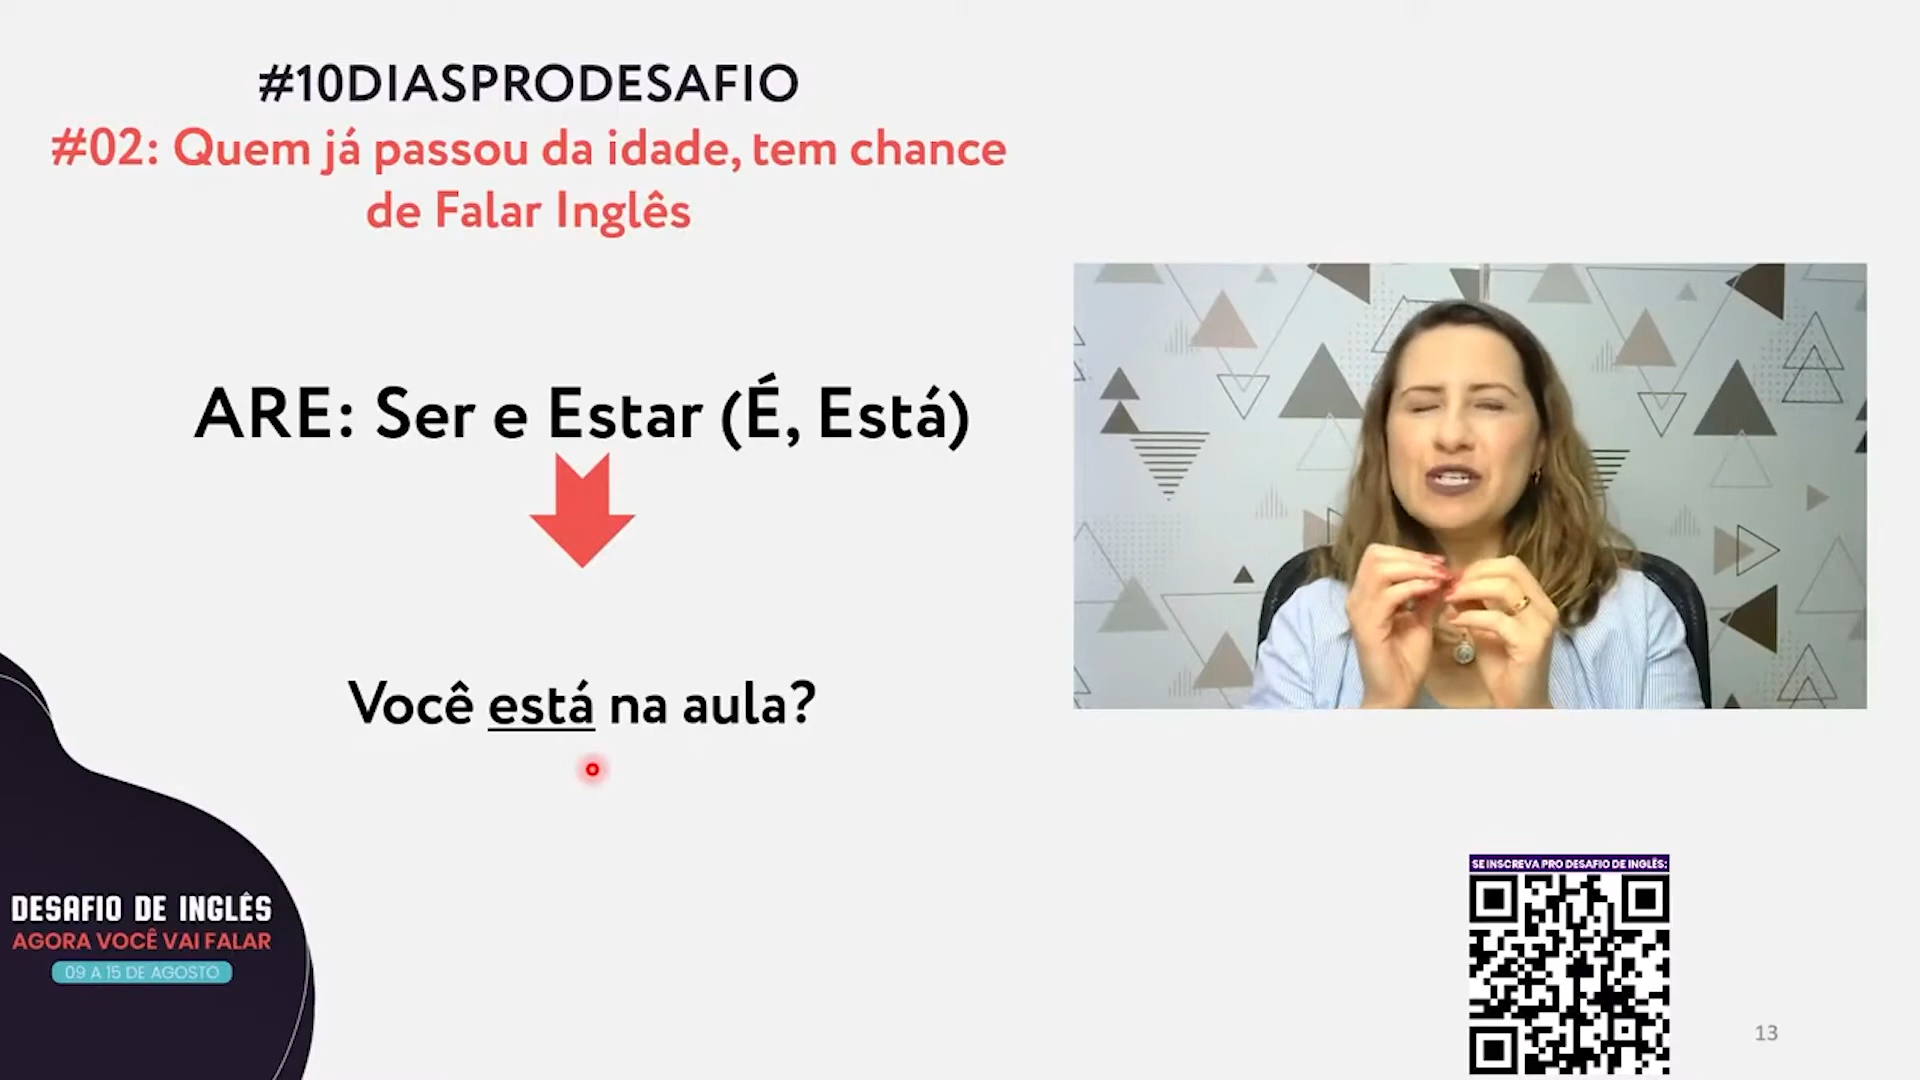 #10DIASPRODESAFIO
#02: Quem já passou da idade, tem chance
de Falar Inglês
ARE: Ser e Estar (É, Está)
Você está na aula?
DESAFIO DE INGLÊS
AGORA VOCÊ VAI FALAR
09 A 15 DE AGOSTO
SE INSCREVA PRO DESAFIO DE INGLÊS:
13